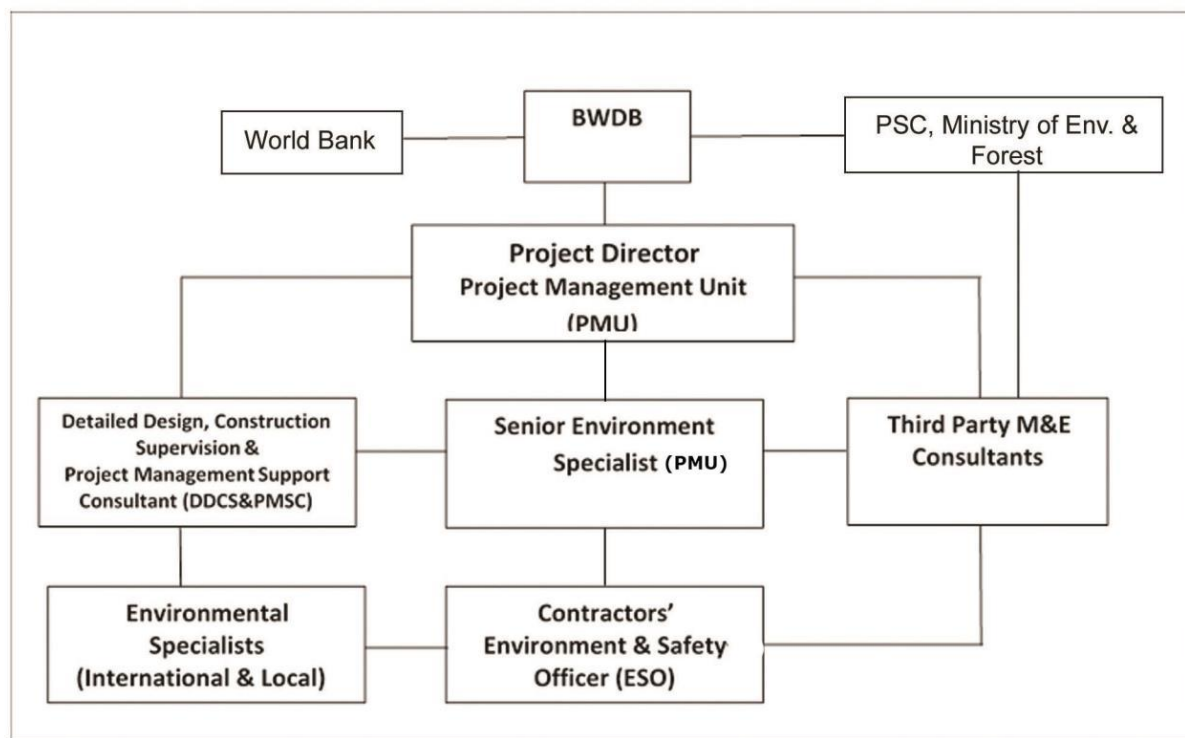 BWDB
World Bank
PSC, Ministry of Env. &
Forest
Project Director
Project Management Unit
(PMU)
Detailed Design, Construction
Supervision &
Project Management Support
Consultant (DDCS&PMSC)
Senior Environment
Specialist (PMU)
Third Party M&E
Consultants
Environmental
Specialists
(International & Local)
Contractors’
Environment & Safety
Officer (ESO)